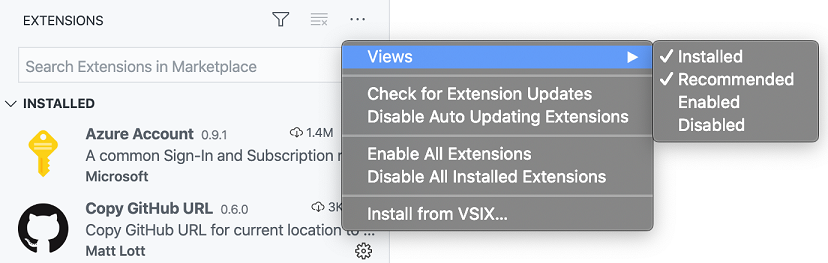 EXTENSIONS
Search Extensions in Marketplace
INSTALLED
Azure Account 0.9.1 1.4M
A common Sign-In and Subscription
Microsoft
Copy GitHub URL 0.6.0 3K
Copy GitHub URL for current location to ...
Matt Lott
Views
Check for Extension Updates
Disable Auto Updating Extensions
Enable All Extensions
Disable All Installed Extensions
Install from VSIX...
Installed
Recommended
Enabled
Disabled